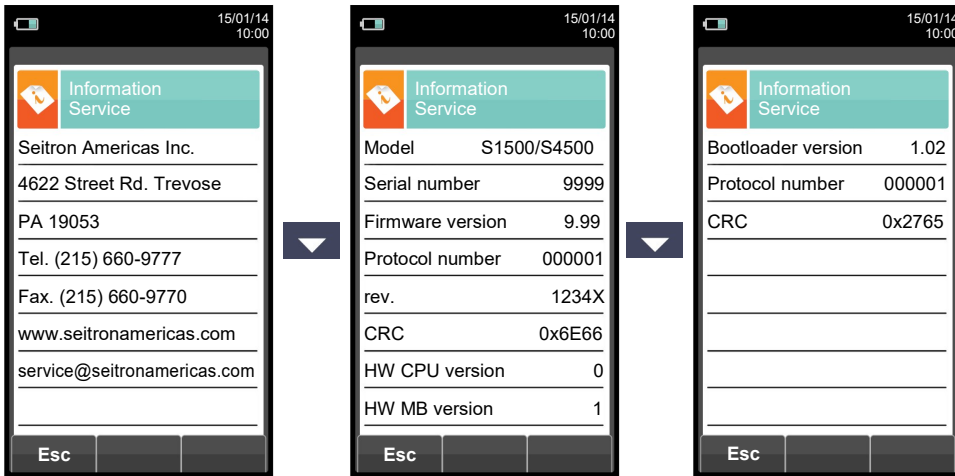 15/01/14
10:00
Information
Service
Seitron Americas Inc.
4622 Street Rd. Trevose
PA 19053
Tel. (215) 660-9777
Fax. (215) 660-9770
www.seitronamericas.com
service@seitronamericas.com
Esc
15/01/14
10:00
Information
Service
Model S1500/S4500
Serial number 9999
Firmware version 9.99
Protocol number 000001
rev. 1234X
CRC 0x6E66
HW CPU version 0
HW MB version 1
Esc
15/01/14
10:00
Information
Service
Bootloader version 1.02
Protocol number 000001
CRC 0x2765
Esc